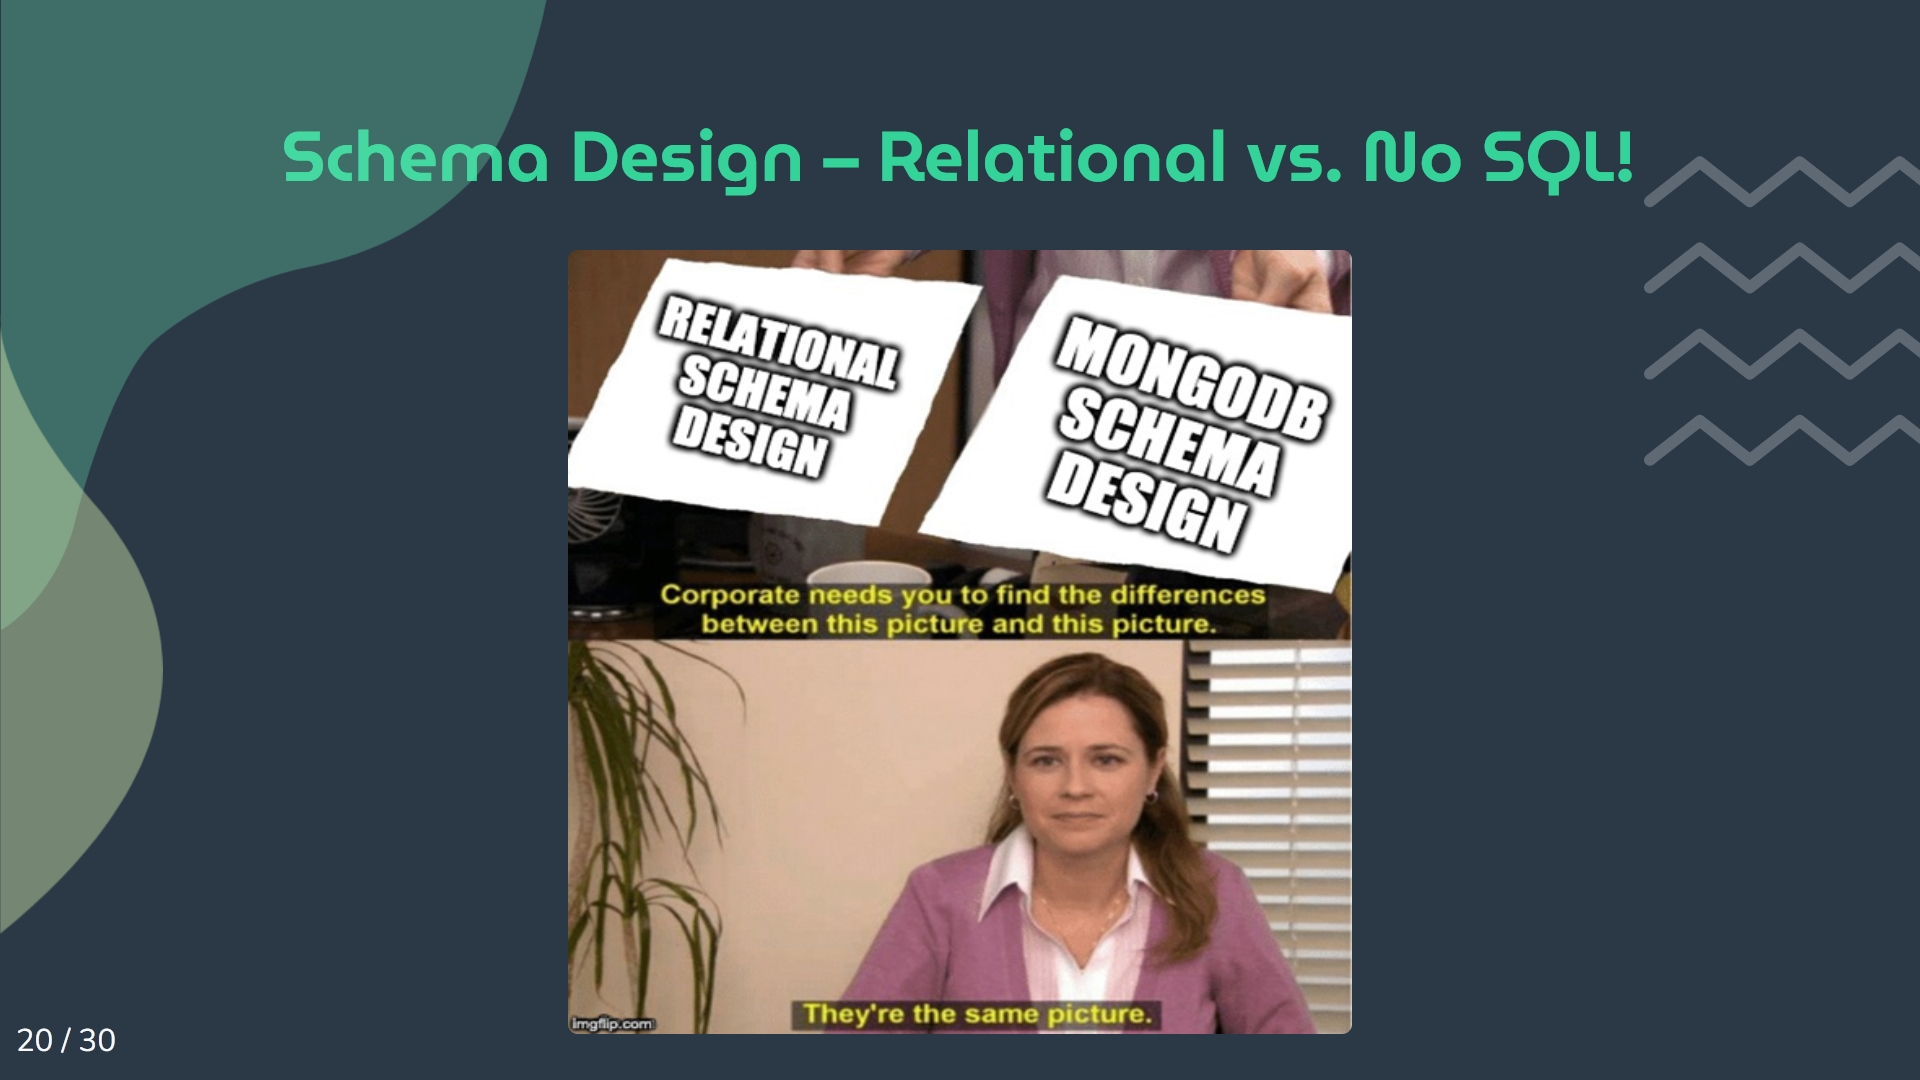 Schema Design – Relational vs. No SQL!
RELATIONAL
SCHEMA
DESIGN
MONGODB
SCHEMA
DESIGN
Corporate needs you to find the differences
between this picture and this picture.
They're the same picture.
imgflip.com
20 / 30